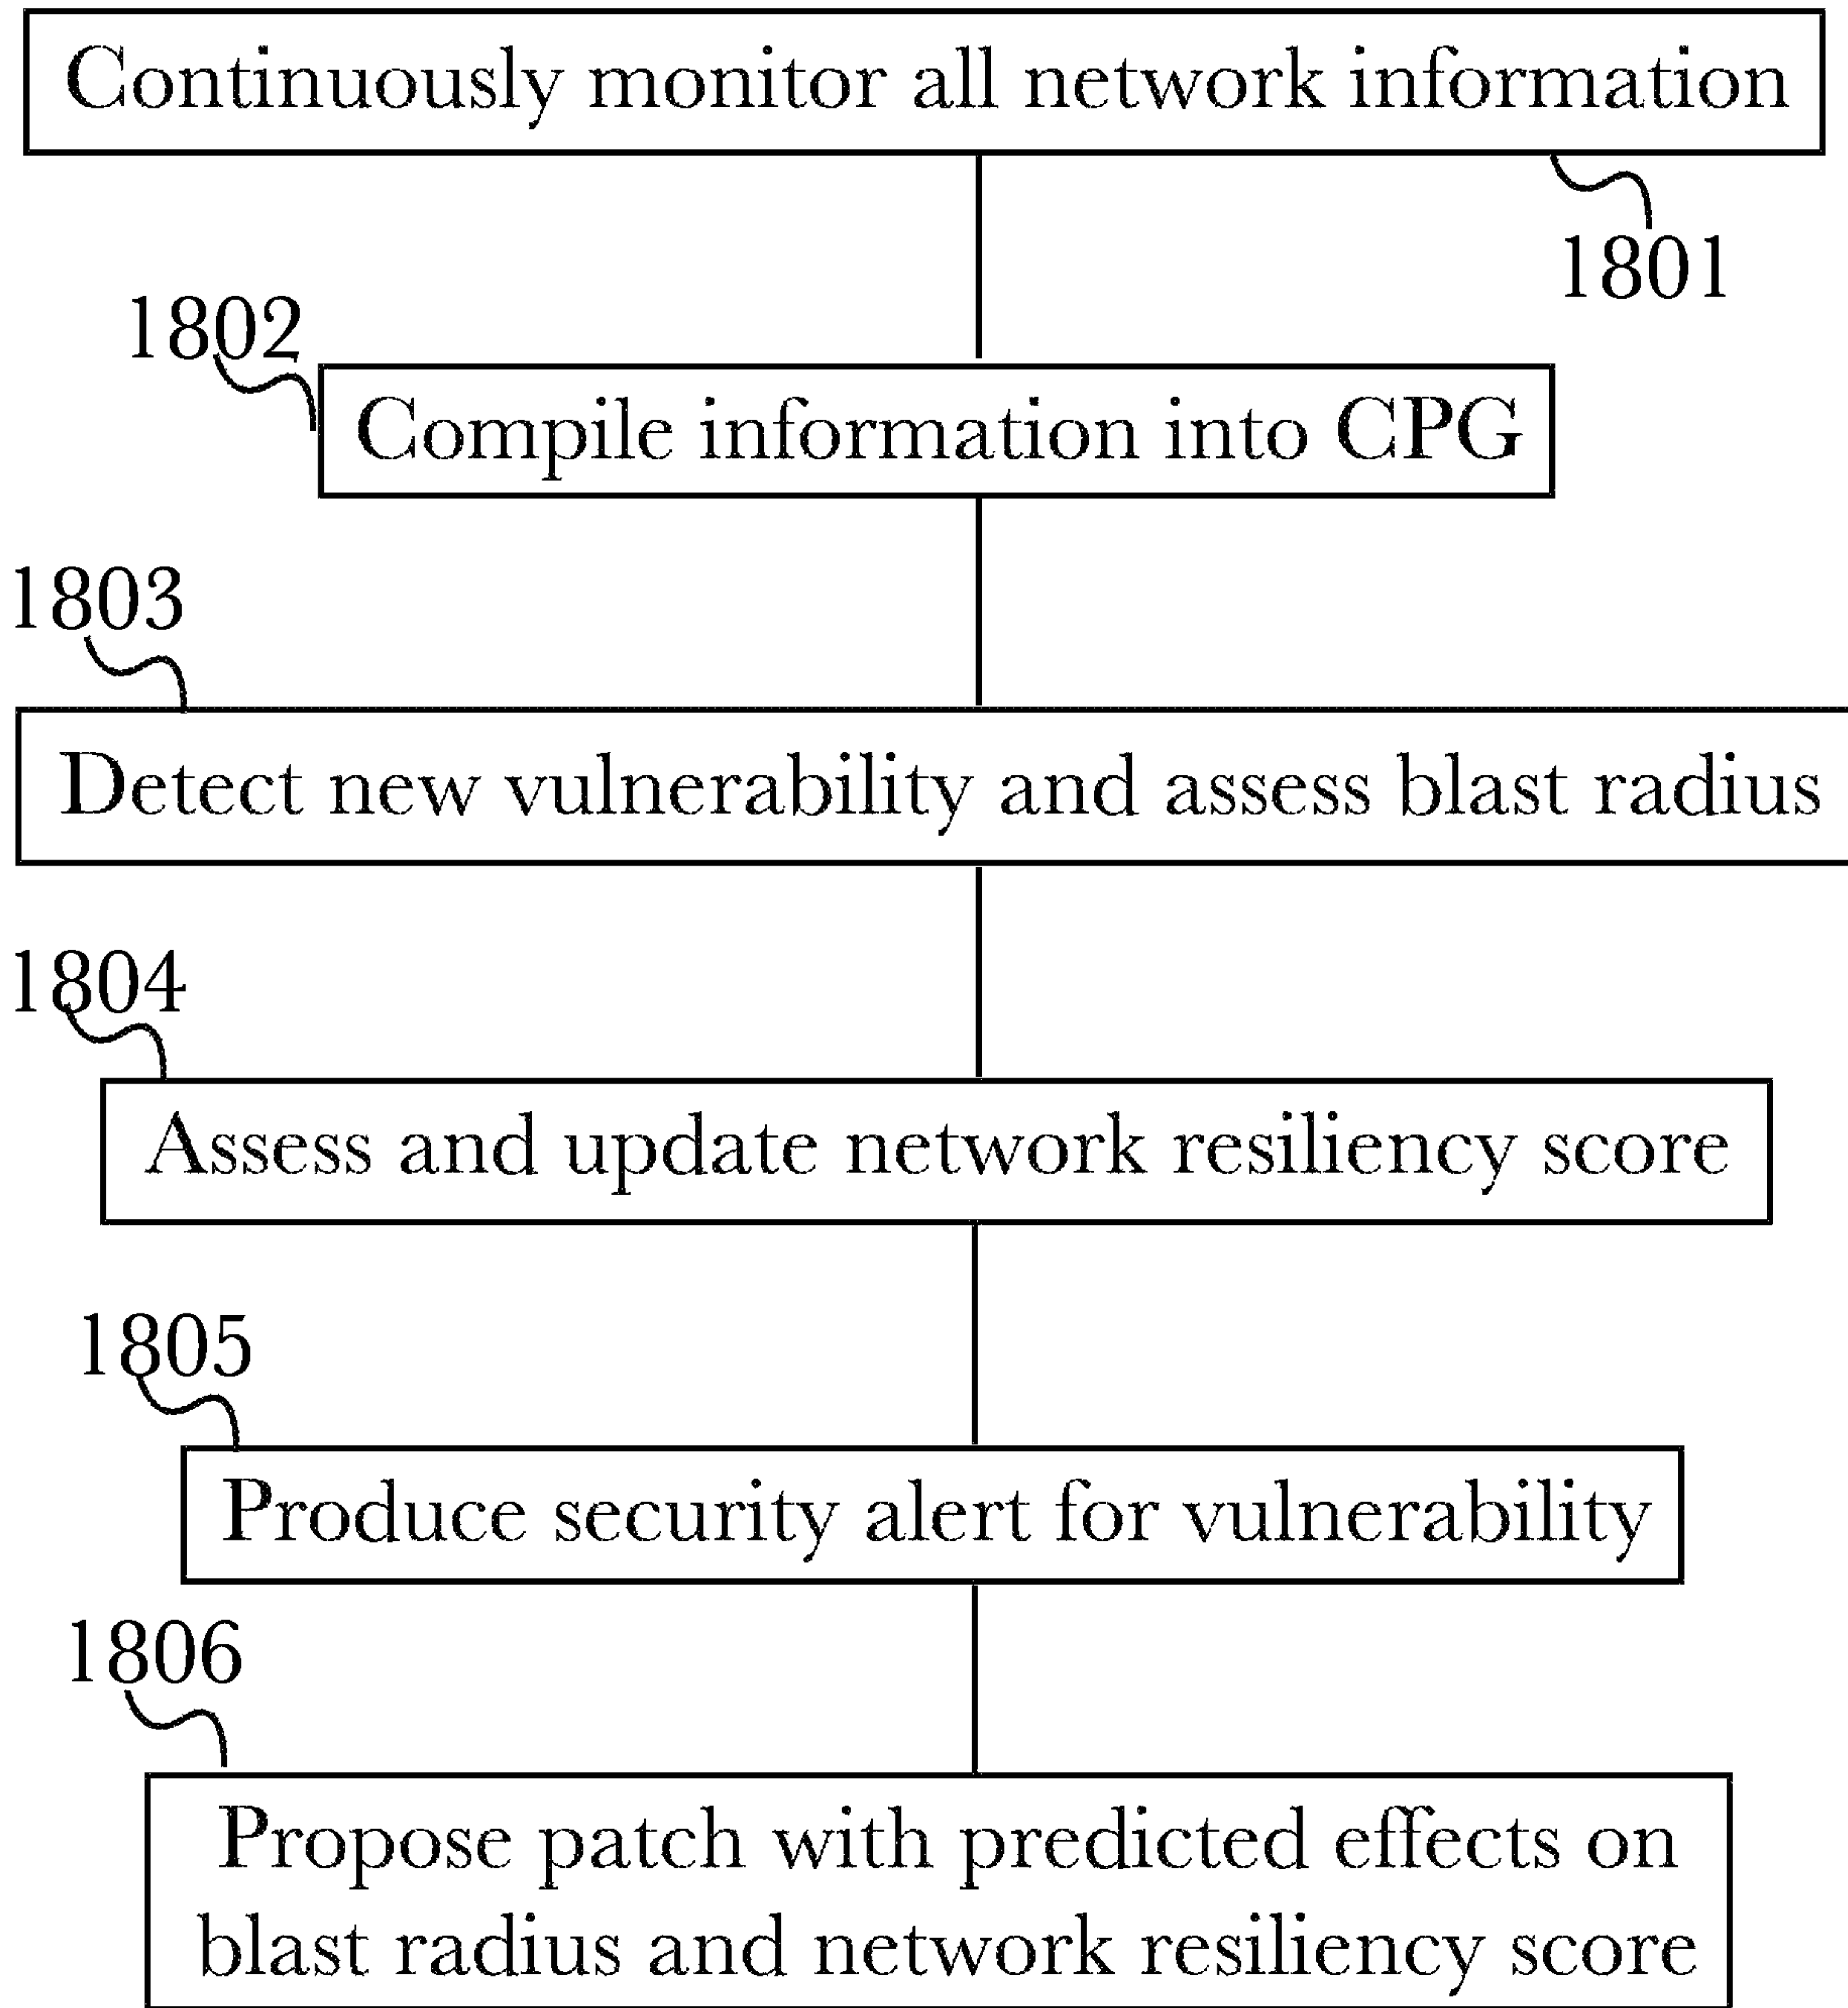 Continuously monitor all network information
1801
1802
Compile information into CPG
1803
Detect new vulnerability and assess blast radius
1804
Assess and update network resiliency score
1805
Produce security alert for vulnerability
1806
Propose patch with predicted effects on
blast radius and network resiliency score